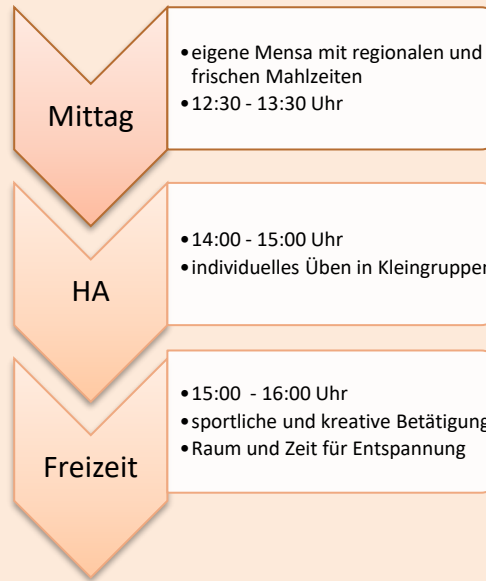 Mittag
• eigene Mensa mit regionalen und
frischen Mahlzeiten
• 12:30 - 13:30 Uhr
HA
• 14:00 - 15:00 Uhr
• individuelles Üben in Kleingruppen
Freizeit
• 15:00 - 16:00 Uhr
• sportliche und kreative Betätigung
• Raum und Zeit für Entspannung